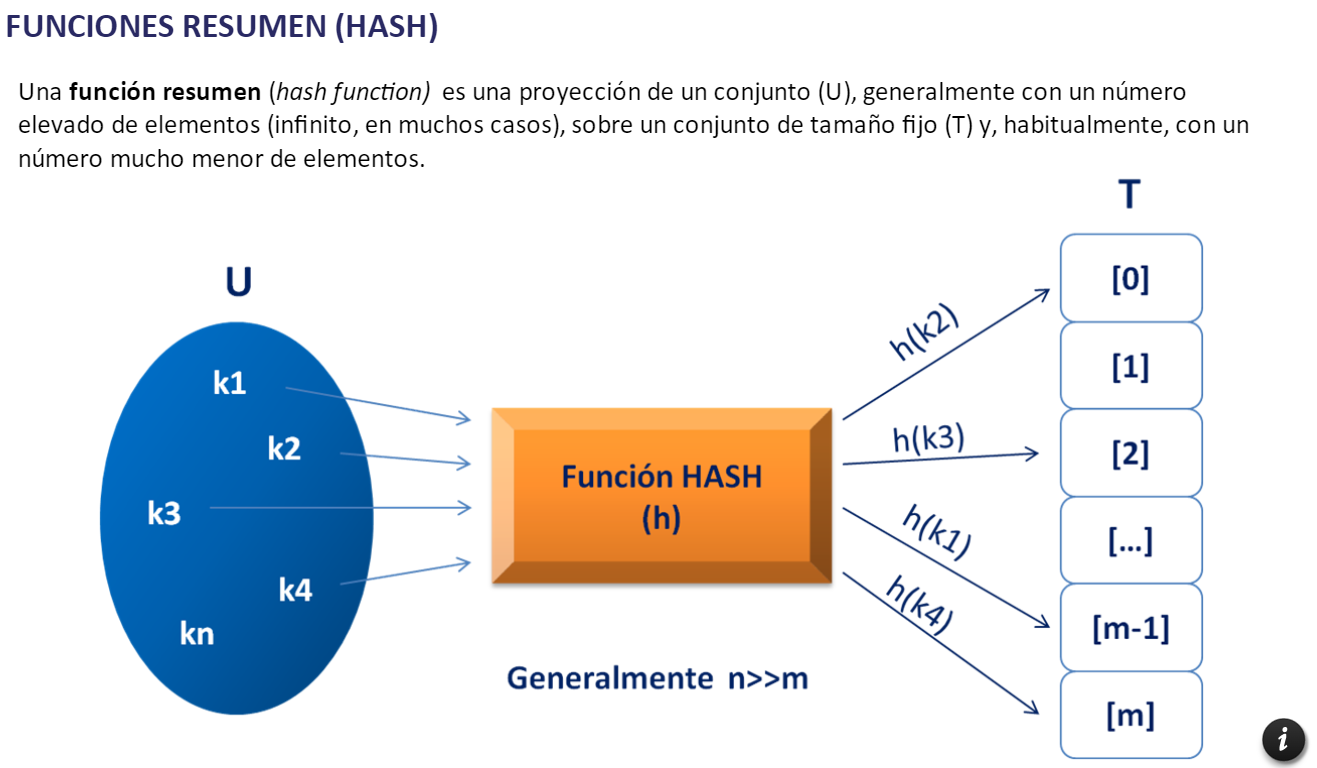 FUNCIONES RESUMEN (HASH)
Una función resumen (hash function) es una proyección de un conjunto (U), generalmente con un número
elevado de elementos (infinito, en muchos casos), sobre un conjunto de tamaño fijo (T) y, habitualmente, con un
número mucho menor de elementos.
U
k1
k2
k3
k4
kn
Función HASH
(h)
Generalmente n>>m
h(k2)
h(k3)
h(k1)
h(k4)
T
[0]
[1]
[2]
[...]
[m-1]
[m]
i